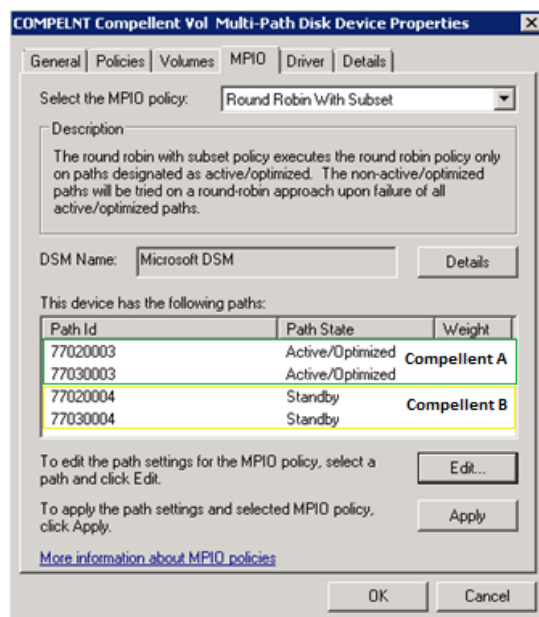 COMPELNT Compellent Vol Multi-Path Disk Device Properties
General Policies Volumes MPIO Driver Details
Select the MPIO policy: Round Robin With Subset
Description
The round robin with subset policy executes the round robin policy only
on paths designated as active/optimized. The non-active/optimized
paths will be tried on a round-robin approach upon failure of all
active/optimized paths.
DSM Name: Microsoft DSM Details
This device has the following paths:
Path Id Path State Weight
77020003 Active/Optimized
Compellent A
77030003 Active/Optimized
77020004 Standby
Compellent B
77030004 Standby
To edit the path settings for the MPIO policy, select a
path and click Edit.
Edit...
To apply the path settings and selected MPIO policy,
click Apply.
Apply
More information about MPIO policies
OK Cancel